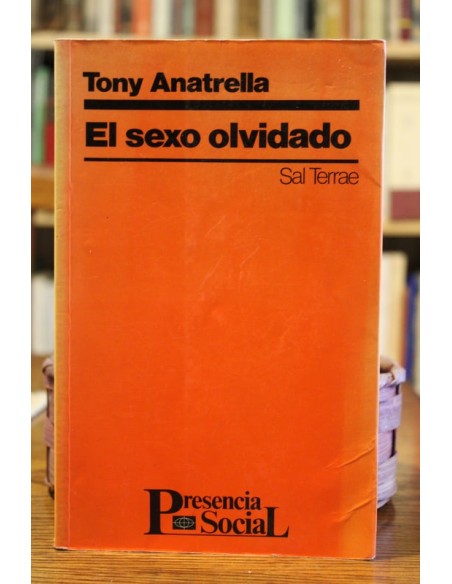 Tony Anatrella
El sexo olvidado
Sal Terrae
Presencia
Social